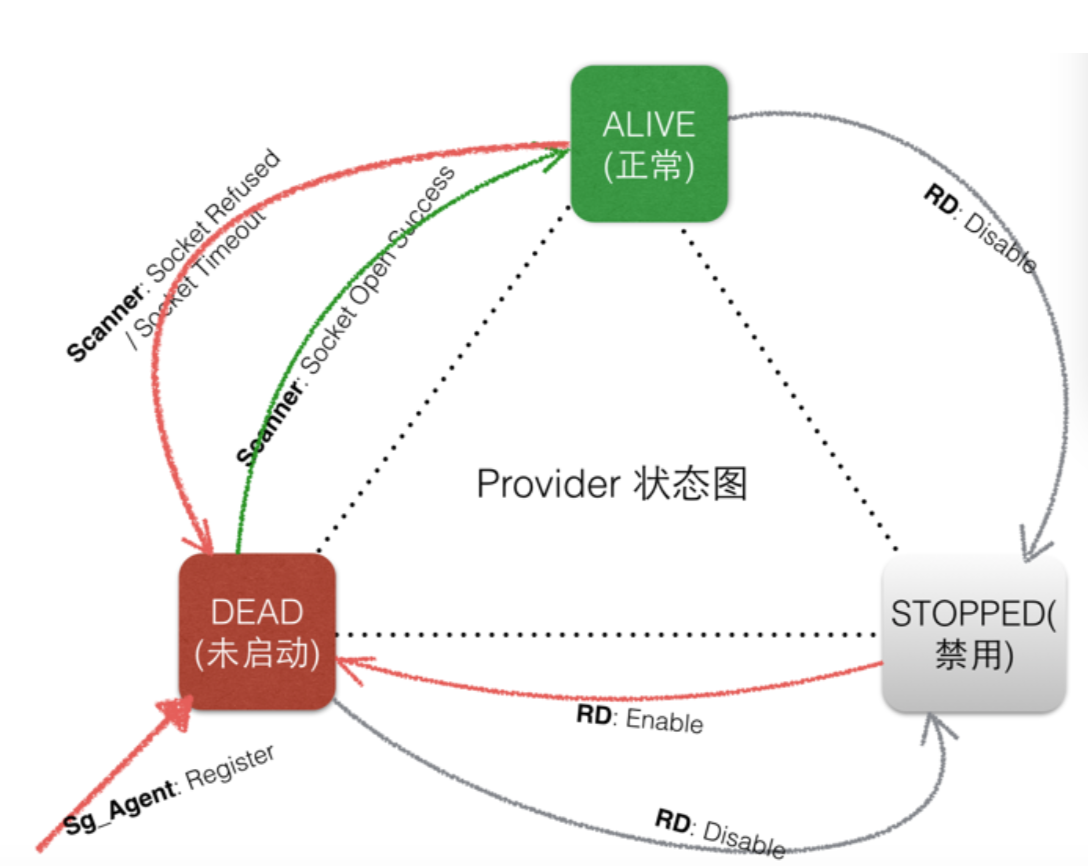 ALIVE
(正常)
RD: Disable
Scanner: Socket Refused
/ Socket Timeout
Scanner: Socket Open Success
Provider 状态图
DEAD
(未启动)
STOPPED(
禁用)
RD: Enable
Sg_Agent: Register
RD: Disable